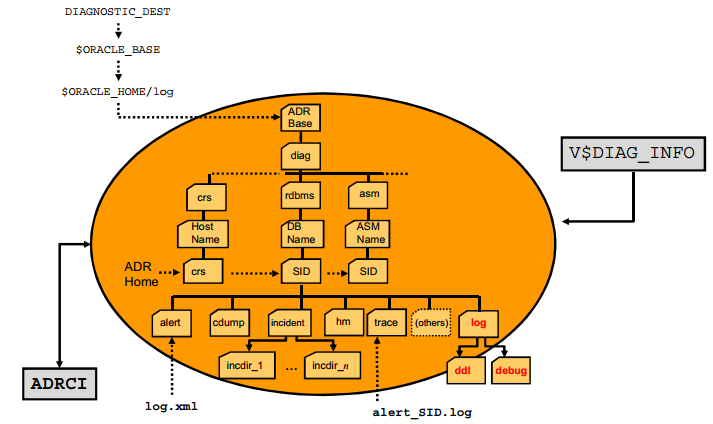 DIAGNOSTIC_DEST
$ORACLE_BASE
$ORACLE_HOME/log
ADR
Base
diag
V$DIAG_INFO
crs
rdbms
asm
Host
Name
DB
Name
ASM
Name
ADR
Home
crs
SID
SID
alert
cdump
incident
hm
trace
(others)
log
incdir_1
...
incdir_n
ddl
debug
ADRCI
log.xml
alert_SID.log